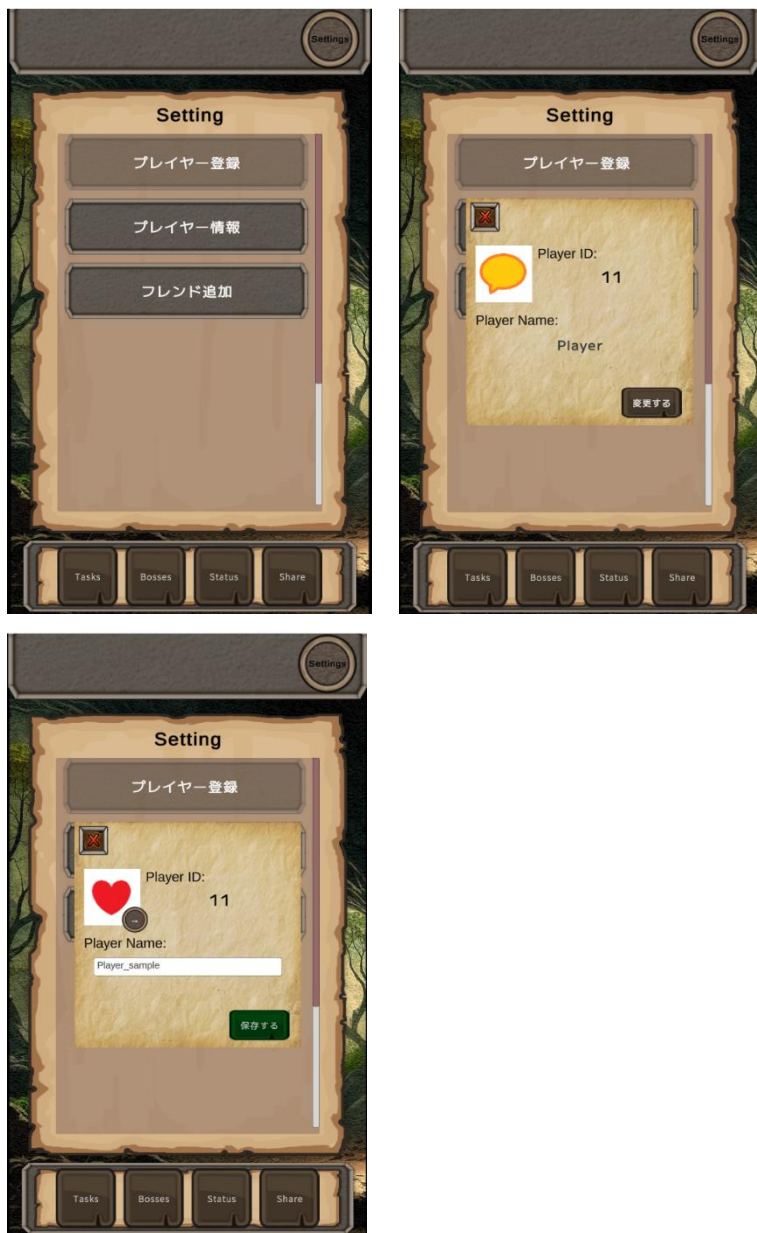 Settings
Setting
プレイヤー登録
プレイヤー情報
フレンド追加
Tasks Bosses Status Share
Settings
Setting
プレイヤー登録
Player ID:
11
Player Name:
Player
変更する
Tasks Bosses Status Share
Settings
Setting
プレイヤー登録
Player ID:
11
→
Player Name:
Player_sample
保存する
Tasks Bosses Status Share